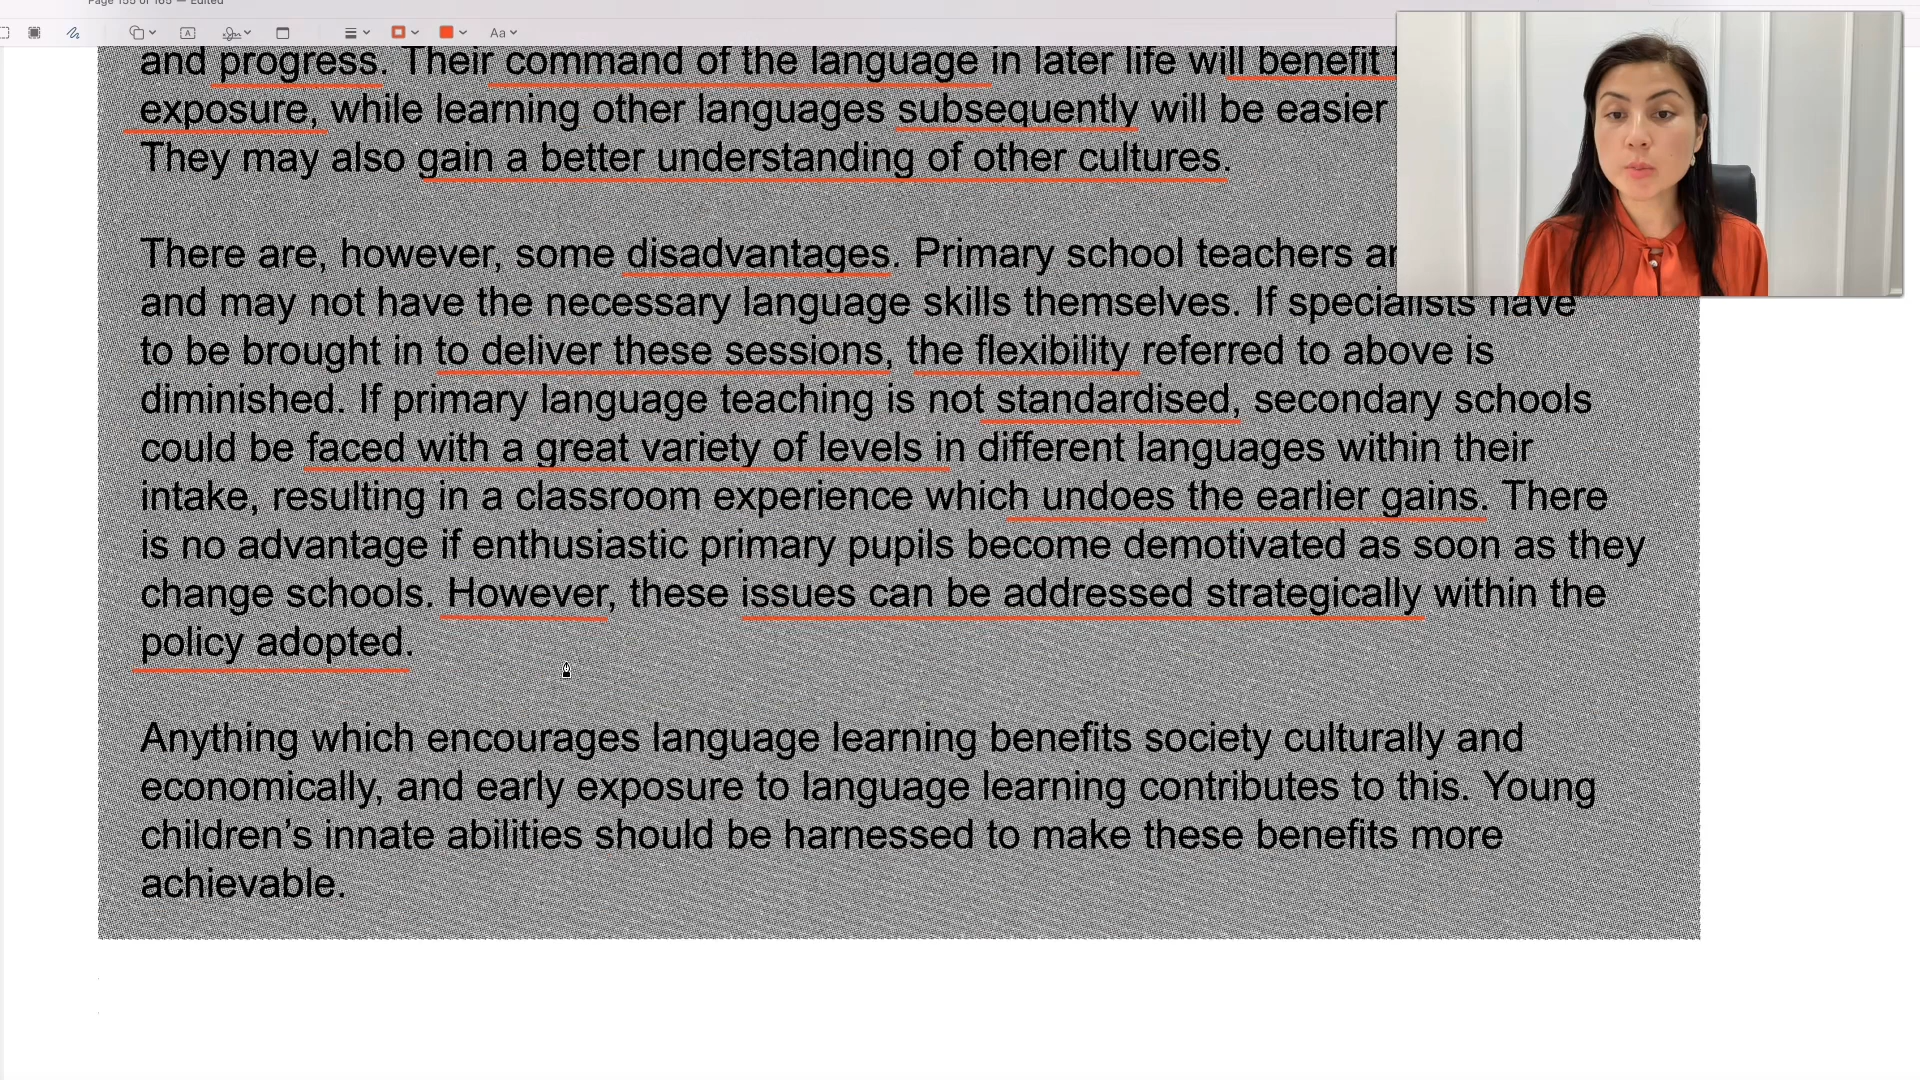 Page 155 of 165 — Edited
Aa
and progress. Their command of the language in later life will benefit
exposure, while learning other languages subsequently will be easier
They may also gain a better understanding of other cultures.
There are, however, some disadvantages. Primary school teachers
and may not have the necessary language skills themselves. If specialists have
to be brought in to deliver these sessions, the flexibility referred to above is
diminished. If primary language teaching is not standardised, secondary schools
could be faced with a great variety of levels in different languages within their
intake, resulting in a classroom experience which undoes the earlier gains. There
is no advantage if enthusiastic primary pupils become demotivated as soon as they
change schools. However, these issues can be addressed strategically within the
policy adopted.
Anything which encourages language learning benefits society culturally and
economically, and early exposure to language learning contributes to this. Young
children’s innate abilities should be harnessed to make these benefits more
achievable.